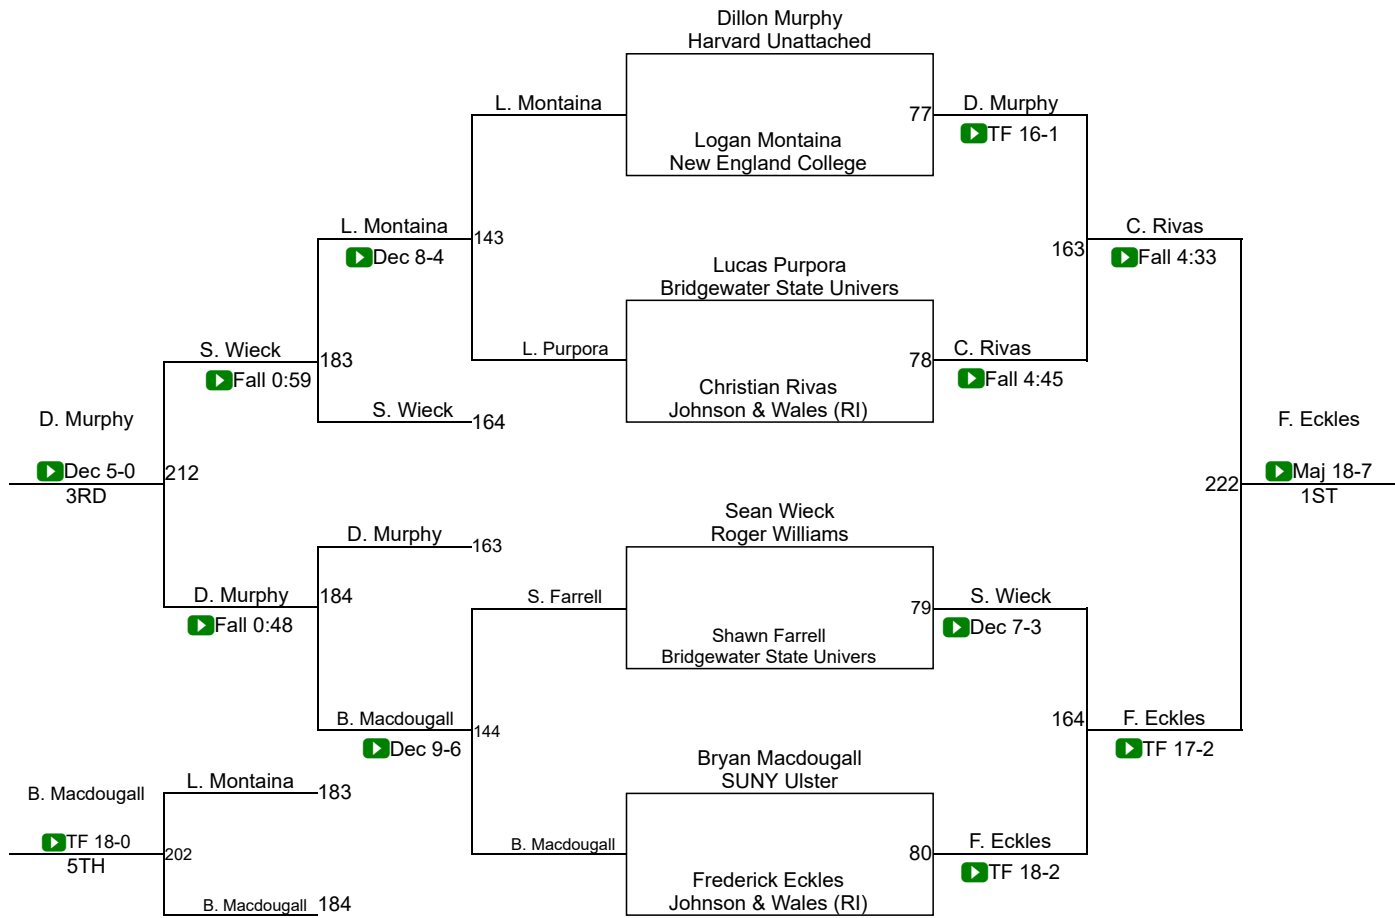 Dillon Murphy
Harvard Unattached
L. Montaina
77
D. Murphy
TF 16-1
Logan Montaina
New England College
L. Montaina
Dec 8-4
143
163
C. Rivas
Fall 4:33
Lucas Purpora
Bridgewater State Univers
S. Wieck
Fall 0:59
183
L. Purpora
78
C. Rivas
Fall 4:45
Christian Rivas
Johnson & Wales (RI)
S. Wieck
164
D. Murphy
Dec 5-0
3RD
212
F. Eckles
222
Maj 18-7
1ST
Sean Wieck
Roger Williams
D. Murphy
163
D. Murphy
Fall 0:48
184
S. Farrell
79
S. Wieck
Dec 7-3
Shawn Farrell
Bridgewater State Univers
B. Macdougall
Dec 9-6
144
164
F. Eckles
TF 17-2
Bryan Macdougall
SUNY Ulster
L. Montaina
183
B. Macdougall
TF 18-0
5TH
202
B. Macdougall
80
F. Eckles
TF 18-2
Frederick Eckles
Johnson & Wales (RI)
B. Macdougall
184